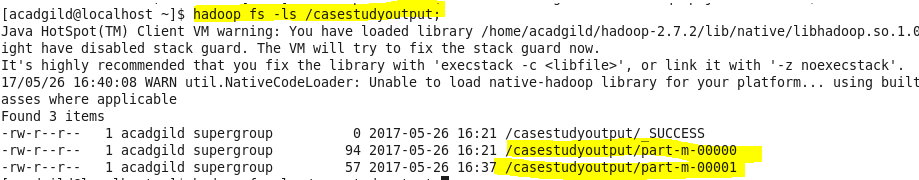 [acadgild@localhost ~]$ hadoop fs -ls /casestudyoutput;
Java HotSpot(TM) Client VM warning: You have loaded library /home/acadgild/hadoop-2.7.2/lib/native/libhadoop.so.1.0
ight have disabled stack guard. The VM will try to fix the stack guard now.
It's highly recommended that you fix the library with 'execstack -c <libfile>', or link it with '-z noexecstack'.
17/05/26 16:40:08 WARN util.NativeCodeLoader: Unable to load native-hadoop library for your platform... using built
asses where applicable
Found 3 items
-rw-r--r--   1 acadgild supergroup          0 2017-05-26 16:21 /casestudyoutput/_SUCCESS
-rw-r--r--   1 acadgild supergroup         94 2017-05-26 16:21 /casestudyoutput/part-m-00000
-rw-r--r--   1 acadgild supergroup         57 2017-05-26 16:37 /casestudyoutput/part-m-00001